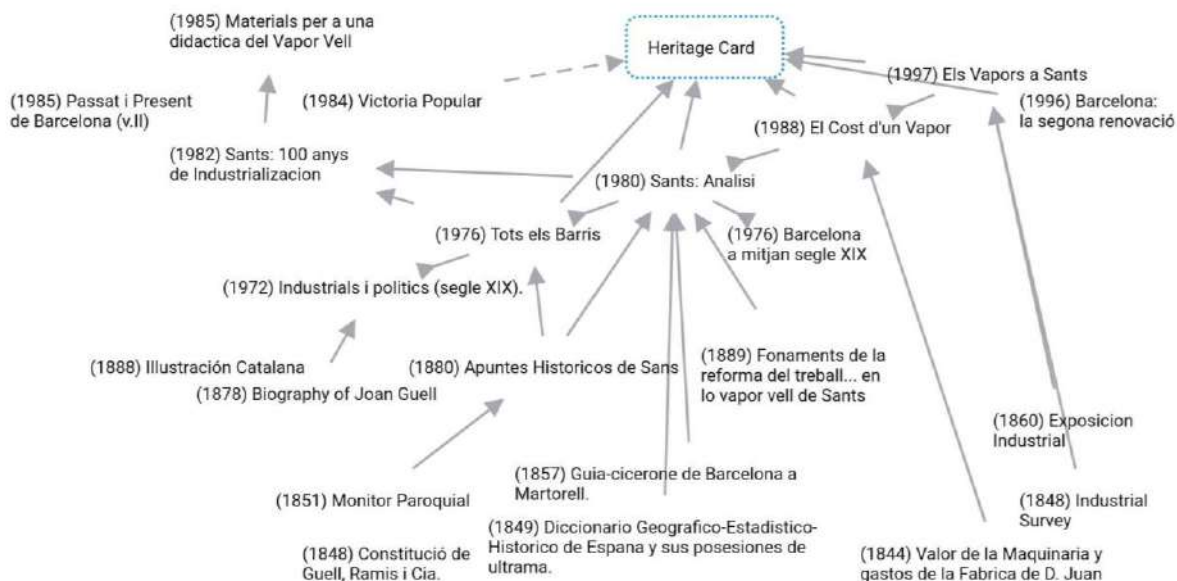 (1985) Materials per a una
didactica del Vapor Vell
Heritage Card
(1997) Els Vapors a Sants
(1985) Passat i Present
de Barcelona (v.II)
(1984) Victoria Popular
(1996) Barcelona:
la segona renovació
(1988) El Cost d'un Vapor
(1982) Sants: 100 anys
de Industrializacion
(1980) Sants: Analisi
(1976) Tots els Barris
(1976) Barcelona
a mitjan segle XIX
(1972) Industrials i politics (segle XIX).
(1888) Illustración Catalana
(1880) Apuntes Historicos de Sans
(1889) Fonaments de la
reforma del treball... en
lo vapor vell de Sants
(1878) Biography of Joan Guell
(1860) Exposicion
Industrial
(1857) Guia-cicerone de Barcelona a
Martorell.
(1851) Monitor Paroquial
(1848) Industrial
Survey
(1849) Diccionario Geografico-Estadistico-
Historico de Espana y sus posesiones de
ultrama.
(1848) Constitució de
Guell, Ramis i Cia.
(1844) Valor de la Maquinaria y
gastos de la Fabrica de D. Juan